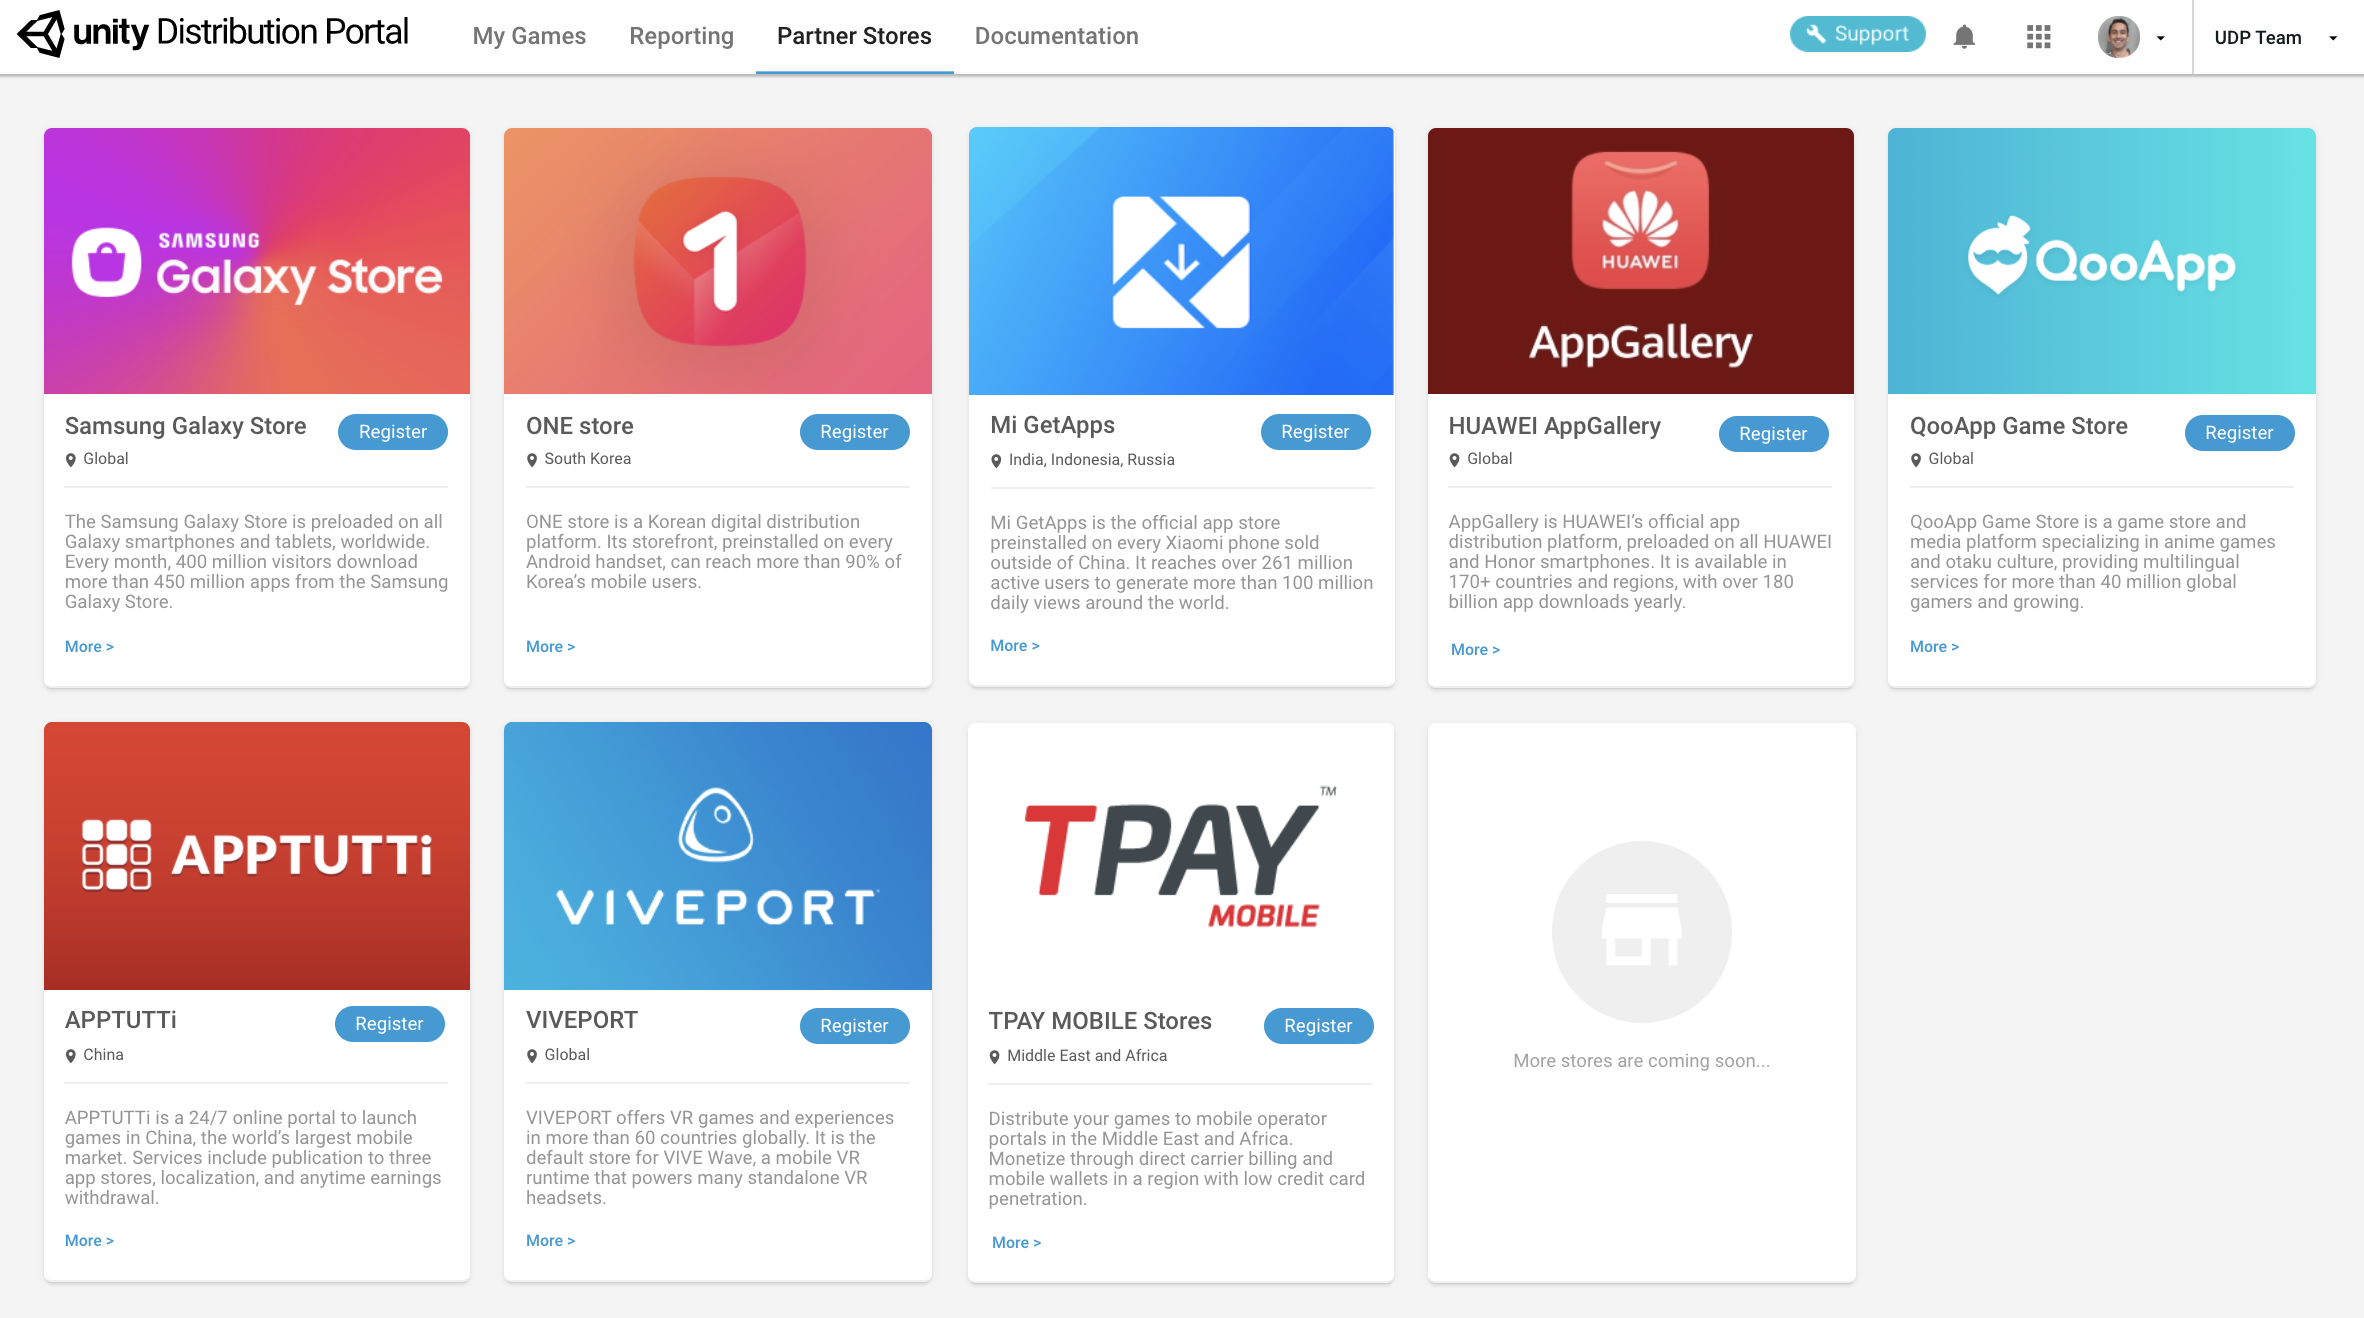 unity Distribution Portal
My Games
Reporting
Partner Stores
Documentation
Support
UDP Team
SAMSUNG
Galaxy Store
Samsung Galaxy Store
Register
Global
The Samsung Galaxy Store is preloaded on all
Galaxy smartphones and tablets, worldwide.
Every month, 400 million visitors download
more than 450 million apps from the Samsung
Galaxy Store.
More >
1
ONE store
Register
South Korea
ONE store is a Korean digital distribution
platform. Its storefront, preinstalled on every
Android handset, can reach more than 90% of
Korea's mobile users.
More >
Mi GetApps
Register
India, Indonesia, Russia
Mi GetApps is the official app store
preinstalled on every Xiaomi phone sold
outside of China. It reaches over 261 million
active users to generate more than 100 million
daily views around the world.
More >
HUAWEI
AppGallery
HUAWEI AppGallery
Register
Global
AppGallery is HUAWEI's official app
distribution platform, preloaded on all HUAWEI
and Honor smartphones. It is available in
170+ countries and regions, with over 180
billion app downloads yearly.
More >
QooApp
QooApp Game Store
Register
Global
QooApp Game Store is a game store and
media platform specializing in anime games
and otaku culture, providing multilingual
services for more than 40 million global
gamers and growing.
More >
APPTUTTi
APPTUTTi
Register
China
APPTUTTi is a 24/7 online portal to launch
games in China, the world's largest mobile
market. Services include publication to three
app stores, localization, and anytime earnings
withdrawal.
More >
VIVEPORT
VIVEPORT
Register
Global
VIVEPORT offers VR games and experiences
in more than 60 countries globally. It is the
default store for VIVE Wave, a mobile VR
runtime that powers many standalone VR
headsets.
More >
TPAY™
MOBILE
TPAY MOBILE Stores
Register
Middle East and Africa
Distribute your games to mobile operator
portals in the Middle East and Africa.
Monetize through direct carrier billing and
mobile wallets in a region with low credit card
penetration.
More >
More stores are coming soon...